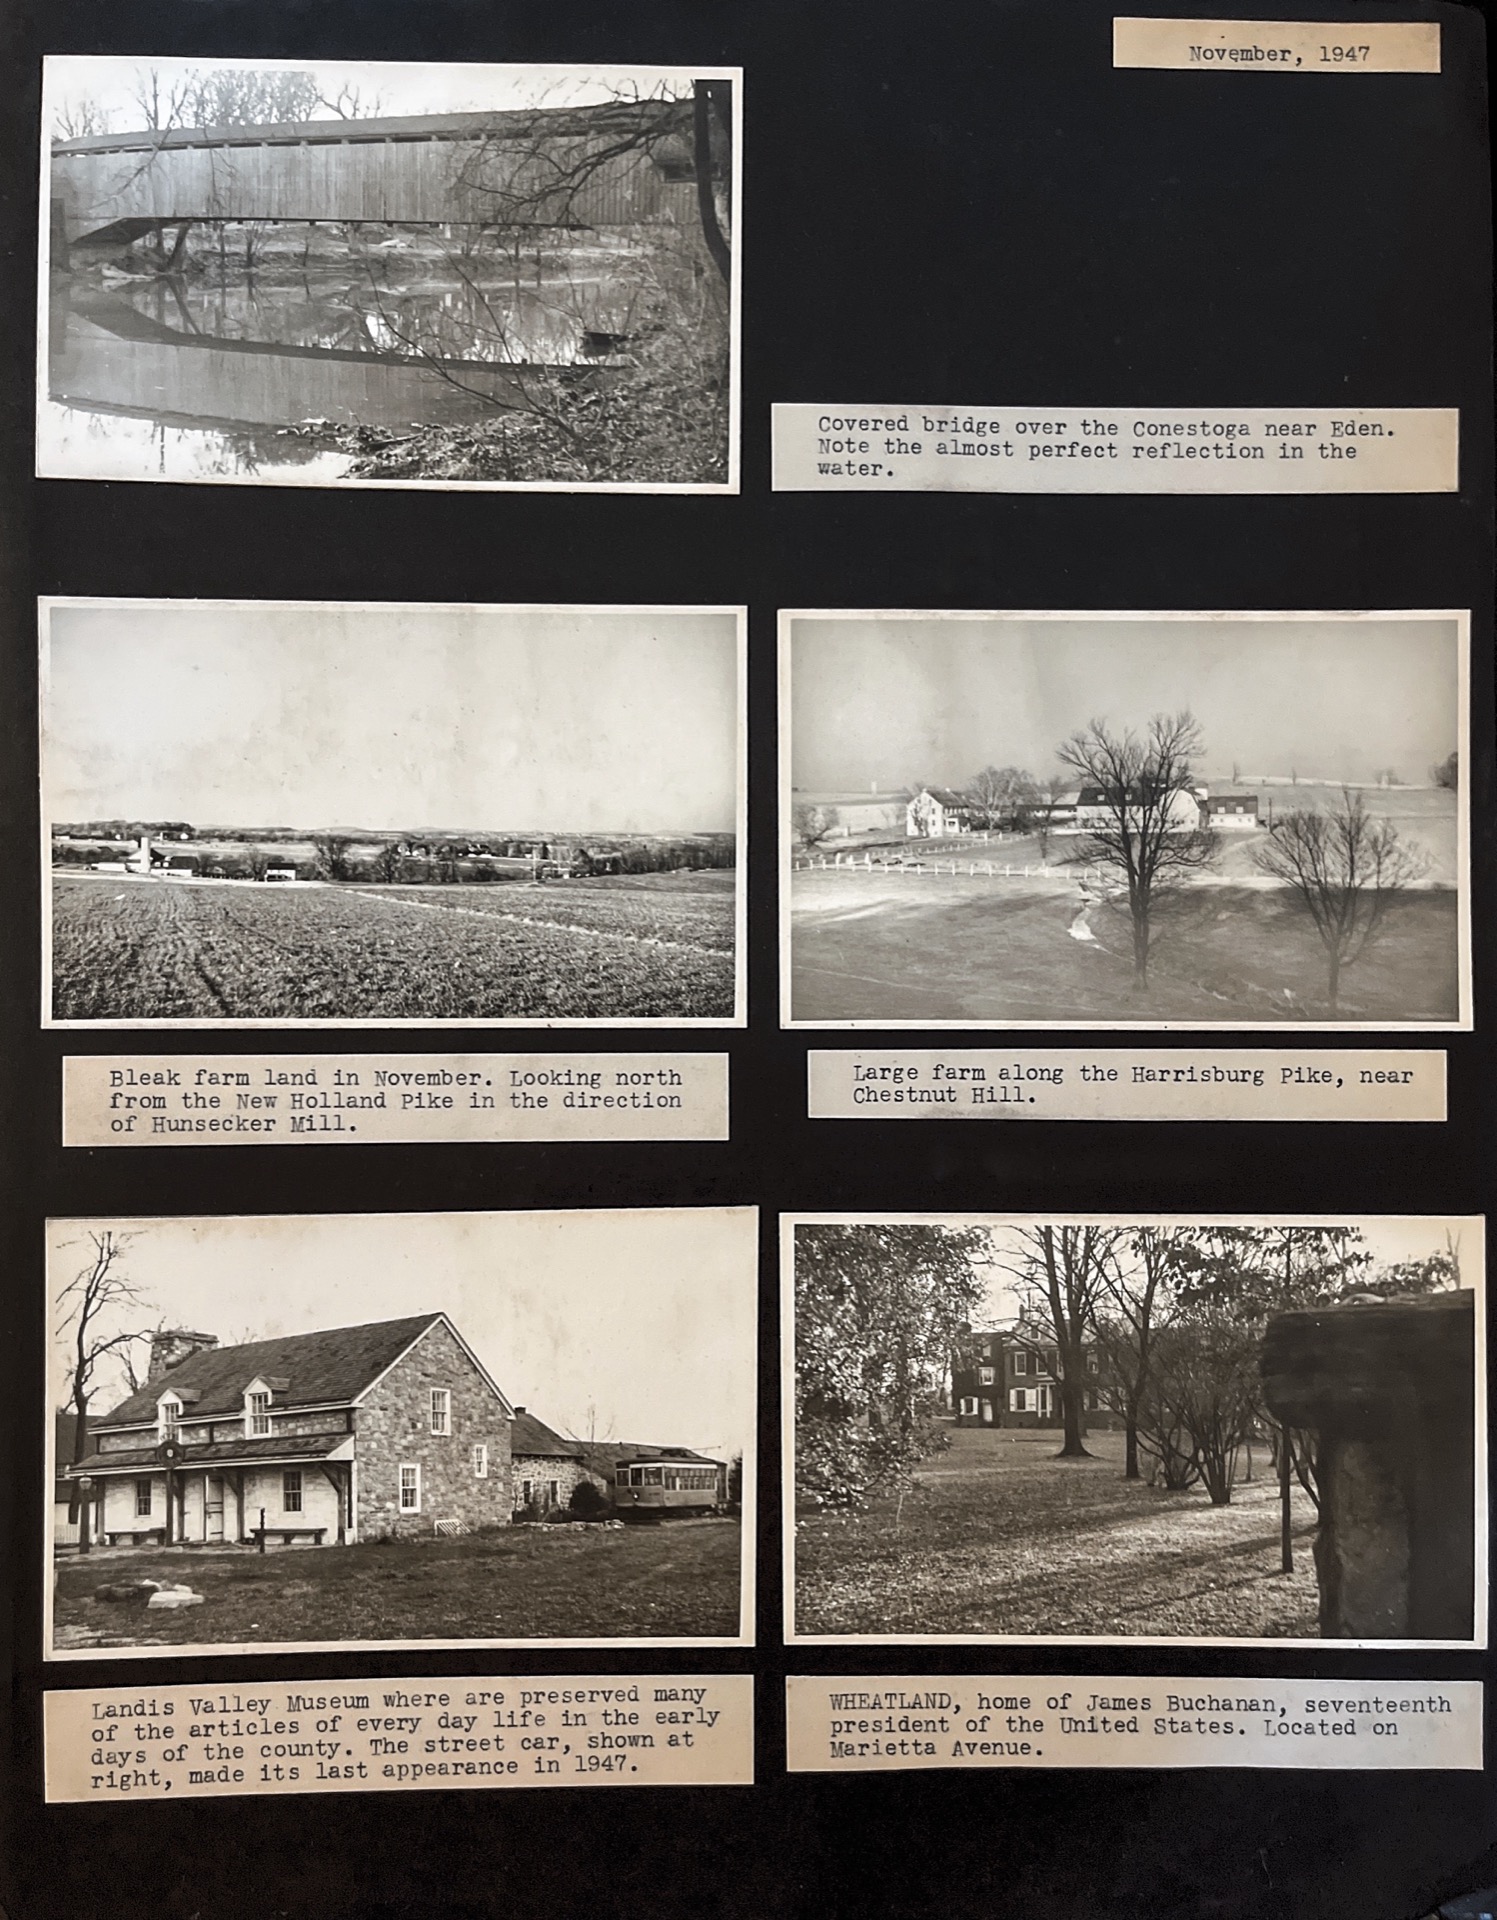 November, 1947
Covered bridge over the Conestoga near Eden.
Note the almost perfect reflection in the
water.
Bleak farm land in November. Looking north
from the New Holland Pike in the direction
of Hunsecker Mill.
Large farm along the Harrisburg Pike, near
Chestnut Hill.
Landis Valley Museum where are preserved many
of the articles of every day life in the early
days of the county. The street car, shown at
right, made its last appearance in 1947.
WHEATLAND, home of James Buchanan, seventeenth
president of the United States. Located on
Marietta Avenue.